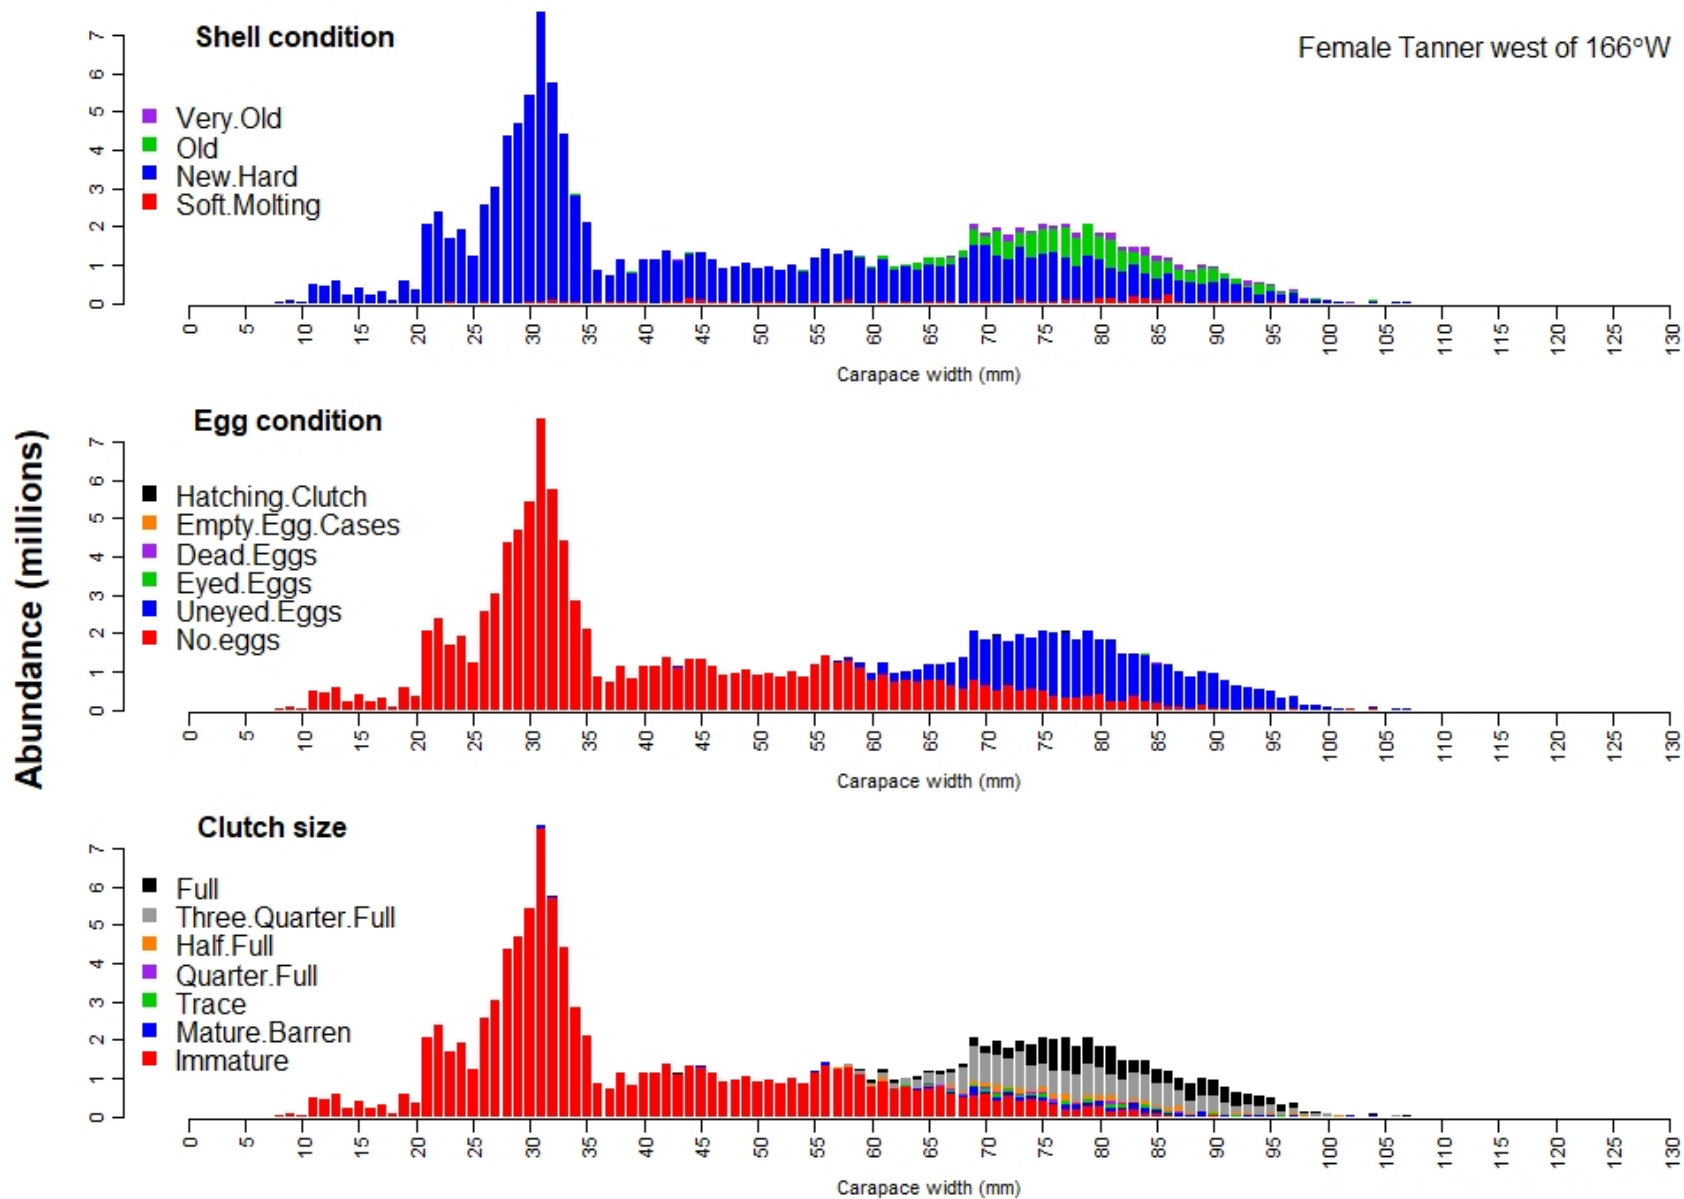 Shell condition
Female Tanner west of 166°W
Very.Old
Old
New.Hard
Soft.Molting
0 1 2 3 4 5 6 7
0 5 10 15 20 25 30 35 40 45 50 55 60 65 70 75 80 85 90 95 100 105 110 115 120 125 130
Carapace width (mm)
Abundance (millions)
Egg condition
Hatching.Clutch
Empty.Egg.Cases
Dead.Eggs
Eyed.Eggs
Uneyed.Eggs
No.eggs
0 1 2 3 4 5 6 7
0 5 10 15 20 25 30 35 40 45 50 55 60 65 70 75 80 85 90 95 100 105 110 115 120 125 130
Carapace width (mm)
Clutch size
Full
Three.Quarter.Full
Half.Full
Quarter.Full
Trace
Mature.Barren
Immature
0 1 2 3 4 5 6 7
0 5 10 15 20 25 30 35 40 45 50 55 60 65 70 75 80 85 90 95 100 105 110 115 120 125 130
Carapace width (mm)